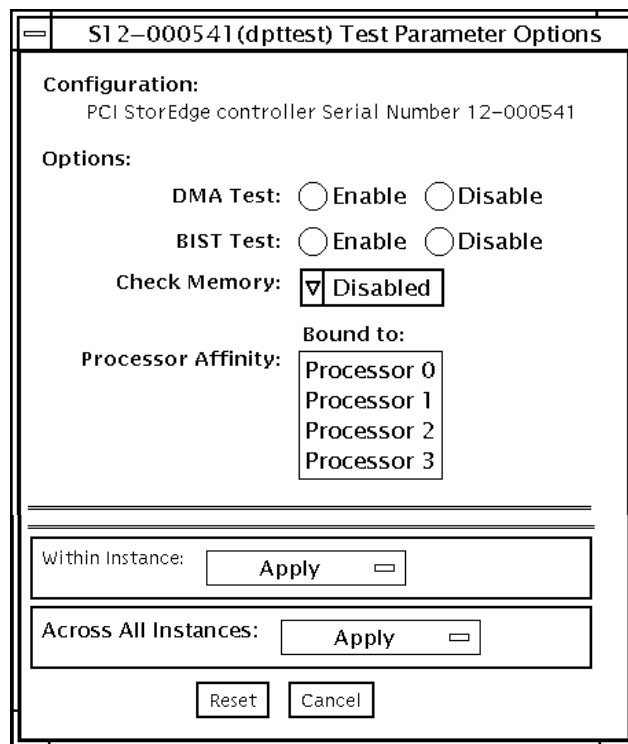 S12–000541(dpttest) Test Parameter Options
Configuration:
PCI StorEdge controller Serial Number 12–000541
Options:
DMA Test: Enable Disable
BIST Test: Enable Disable
Check Memory: Disabled
Bound to:
Processor Affinity:
Processor 0
Processor 1
Processor 2
Processor 3
Within Instance: Apply
Across All Instances: Apply
Reset Cancel